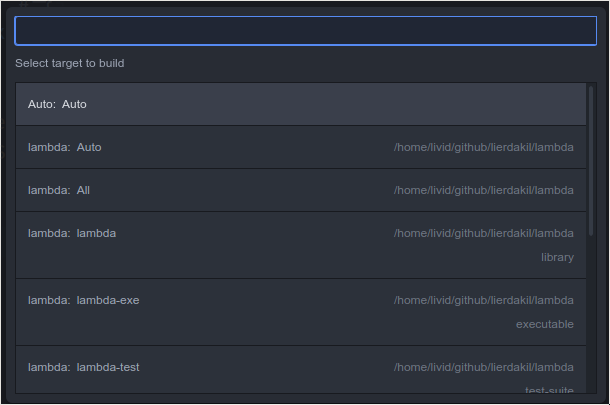 Select target to build
Auto: Auto
lambda: Auto /home/livid/github/lierdakil/lambda
lambda: All /home/livid/github/lierdakil/lambda
lambda: lambda /home/livid/github/lierdakil/lambda
library
lambda: lambda-exe /home/livid/github/lierdakil/lambda
executable
lambda: lambda-test /home/livid/github/lierdakil/lambda
test-suite